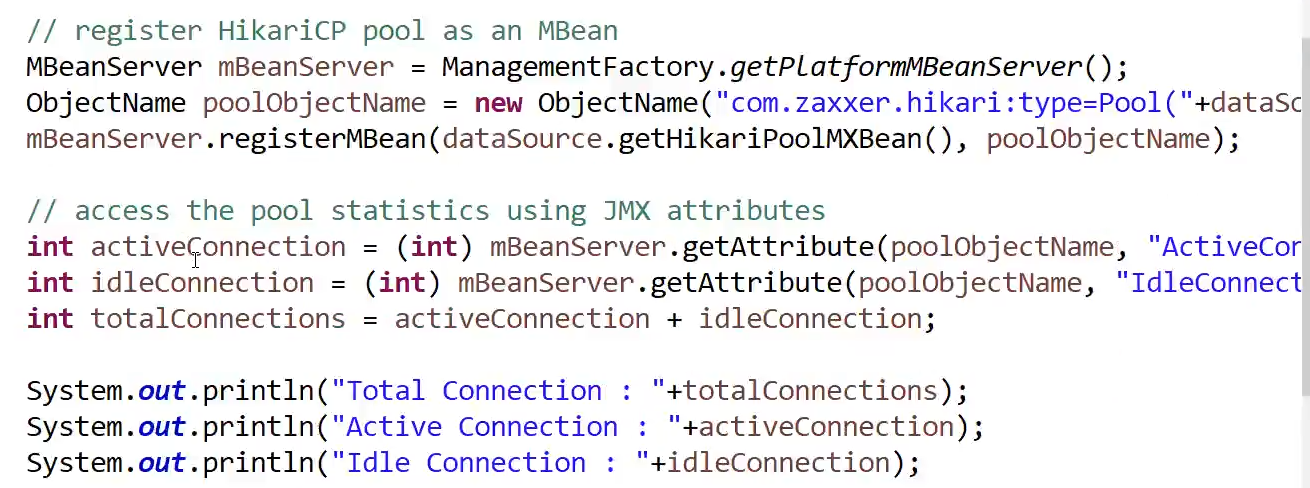 // register HikariCP pool as an MBean
MBeanServer mBeanServer = ManagementFactory.getPlatformMBeanServer();
ObjectName poolObjectName = new ObjectName("com.zaxxer.hikari:type=Pool("+dataSo
mBeanServer.registerMBean(dataSource.getHikariPoolMXBean(), poolObjectName);
// access the pool statistics using JMX attributes
int activeConnection = (int) mBeanServer.getAttribute(poolObjectName, "ActiveCon
int idleConnection = (int) mBeanServer.getAttribute(poolObjectName, "IdleConnect
int totalConnections = activeConnection + idleConnection;
System.out.println("Total Connection : "+totalConnections);
System.out.println("Active Connection : "+activeConnection);
System.out.println("Idle Connection : "+idleConnection);